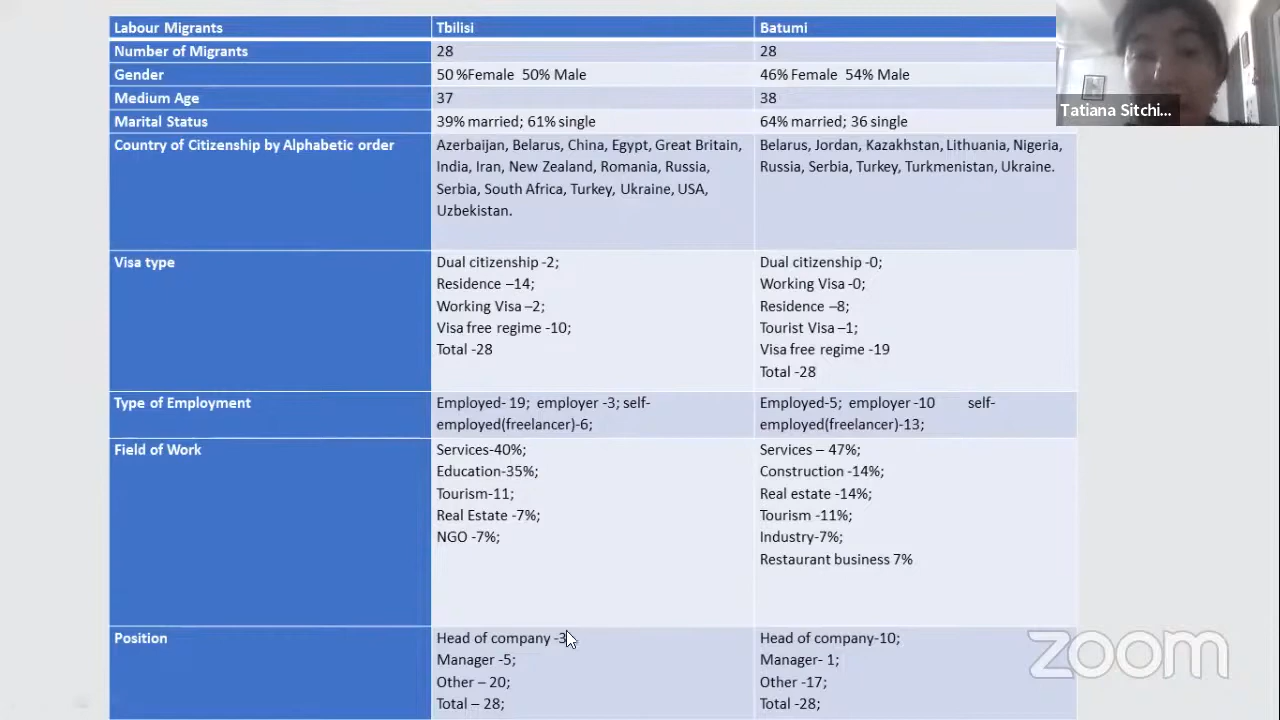 Labour Migrants Tbilisi Batumi
Number of Migrants 28 28
Gender 50 %Female 50% Male 46% Female 54% Male
Medium Age 37 38
Marital Status 39% married; 61% single 64% married; 36 single
Country of Citizenship by Alphabetic order
Azerbaijan, Belarus, China, Egypt, Great Britain,
India, Iran, New Zealand, Romania, Russia,
Serbia, South Africa, Turkey, Ukraine, USA,
Uzbekistan.
Belarus, Jordan, Kazakhstan, Lithuania, Nigeria,
Russia, Serbia, Turkey, Turkmenistan, Ukraine.
Visa type
Dual citizenship -2;
Residence –14;
Working Visa –2;
Visa free regime -10;
Total -28
Dual citizenship -0;
Working Visa -0;
Residence –8;
Tourist Visa –1;
Visa free regime -19
Total -28
Type of Employment
Employed- 19; employer -3; self-
employed(freelancer)-6;
Employed-5; employer -10 self-
employed(freelancer)-13;
Field of Work
Services-40%;
Education-35%;
Tourism-11;
Real Estate -7%;
NGO -7%;
Services – 47%;
Construction -14%;
Real estate -14%;
Tourism -11%;
Industry-7%;
Restaurant business 7%
Position
Head of company -3
Manager -5;
Other – 20;
Total – 28;
Head of company-10;
Manager- 1;
Other -17;
Total -28;
Tatiana Sitchi...
zoom